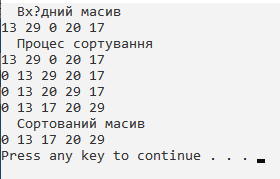 Вх?дний масив
13 29 0 20 17
Процес сортування
13 29 0 20 17
0 13 29 20 17
0 13 20 29 17
0 13 17 20 29
Сортований масив
0 13 17 20 29
Press any key to continue . . .